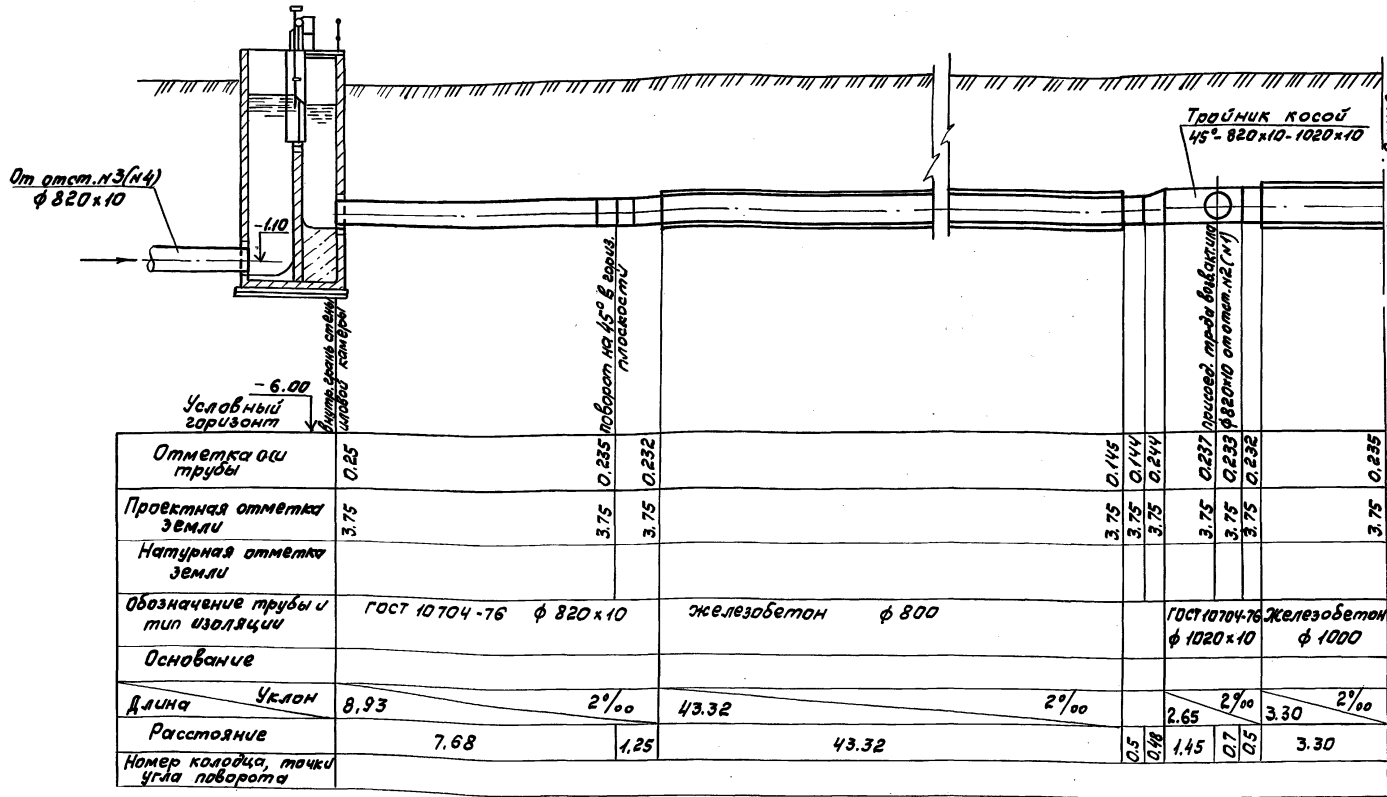 Тройник косой
45°-820x10-1020x10
От отст.N3(N4)
ф 820x10
-1.10
внутр.грань стены
иловой камеры
поворот на 45° в гориз.
плоскости
ф820x10 от отст.N2(N1)
-6.00
Условный
горизонт
Отметка оси
трубы
0.25
0.235
0.232
0.145
0.144
0.244
0.237
0.233
0.232
0.235
Проектная отметка
земли
3.75
3.75
3.75
3.75
3.75
3.75
3.75
3.75
3.75
3.75
Натурная отметка
земли
Обозначение трубы и
тип изоляции
ГОСТ 10704-76 ф 820x10
железобетон ф 800
ГОСТ 10704-76
ф 1020x10
Железобетон
ф 1000
Основание
Уклон
Длина
8,93 2‰
43.32 2‰
2.65 2‰
3.30 2‰
Расстояние
7.68
1,25
43.32
0.5
0.48
1.45
0.7
0.5
3.30
Номер колодца, точки
угла поворота